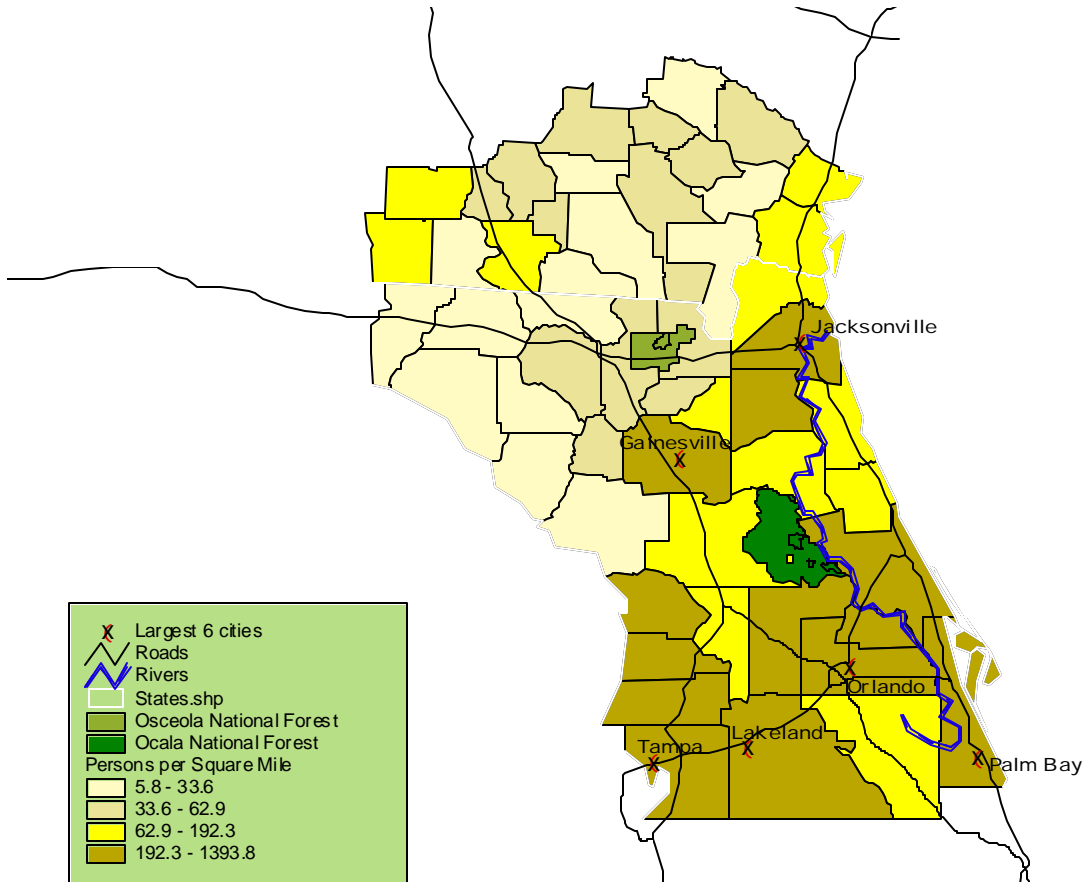 Jacksonville
Gainesville
Orlando
Lakeland
Tampa
Palm Bay
Largest 6 cities
Roads
Rivers
States.shp
Osceola National Forest
Ocala National Forest
Persons per Square Mile
5.8 - 33.6
33.6 - 62.9
62.9 - 192.3
192.3 - 1393.8